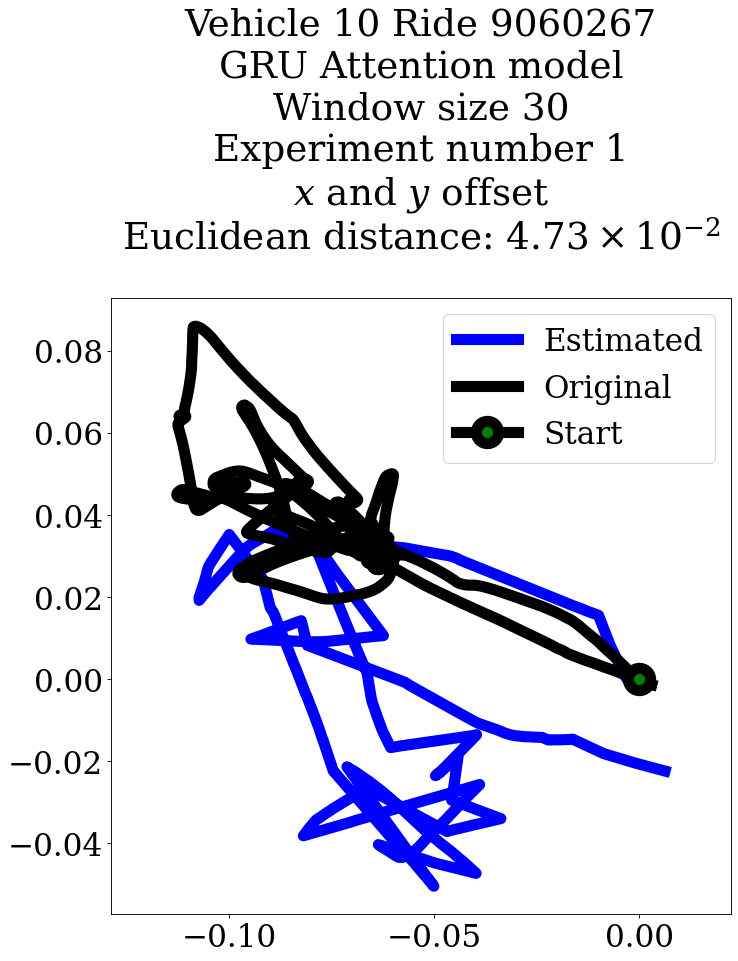 Vehicle 10 Ride 9060267
GRU Attention model
Window size 30
Experiment number 1
x and y offset
Euclidean distance: 4.73 × 10⁻²
Estimated
Original
Start
0.08
0.06
0.04
0.02
0.00
−0.02
−0.04
−0.10
−0.05
0.00